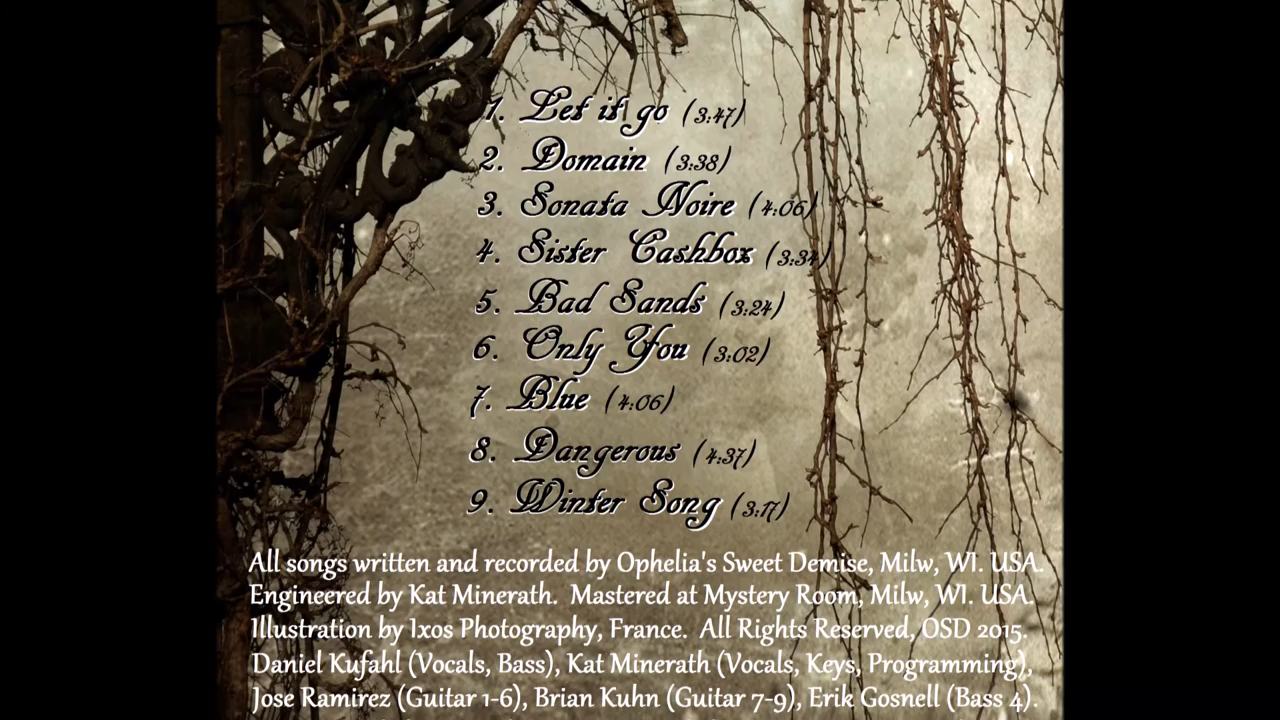 1. Let it go (3:47)
2. Domain (3:38)
3. Sonata Noire (4:06)
4. Sister Cashbox (3:34)
5. Bad Sands (3:24)
6. Only You (3:02)
7. Blue (4:06)
8. Dangerous (4:37)
9. Winter Song (3:17)
All songs written and recorded by Ophelia's Sweet Demise, Milw, WI. USA.
Engineered by Kat Minerath. Mastered at Mystery Room, Milw, WI. USA.
Illustration by Ixos Photography, France. All Rights Reserved, OSD 2015.
Daniel Kufahl (Vocals, Bass), Kat Minerath (Vocals, Keys, Programming),
Jose Ramirez (Guitar 1-6), Brian Kuhn (Guitar 7-9), Erik Gosnell (Bass 4).